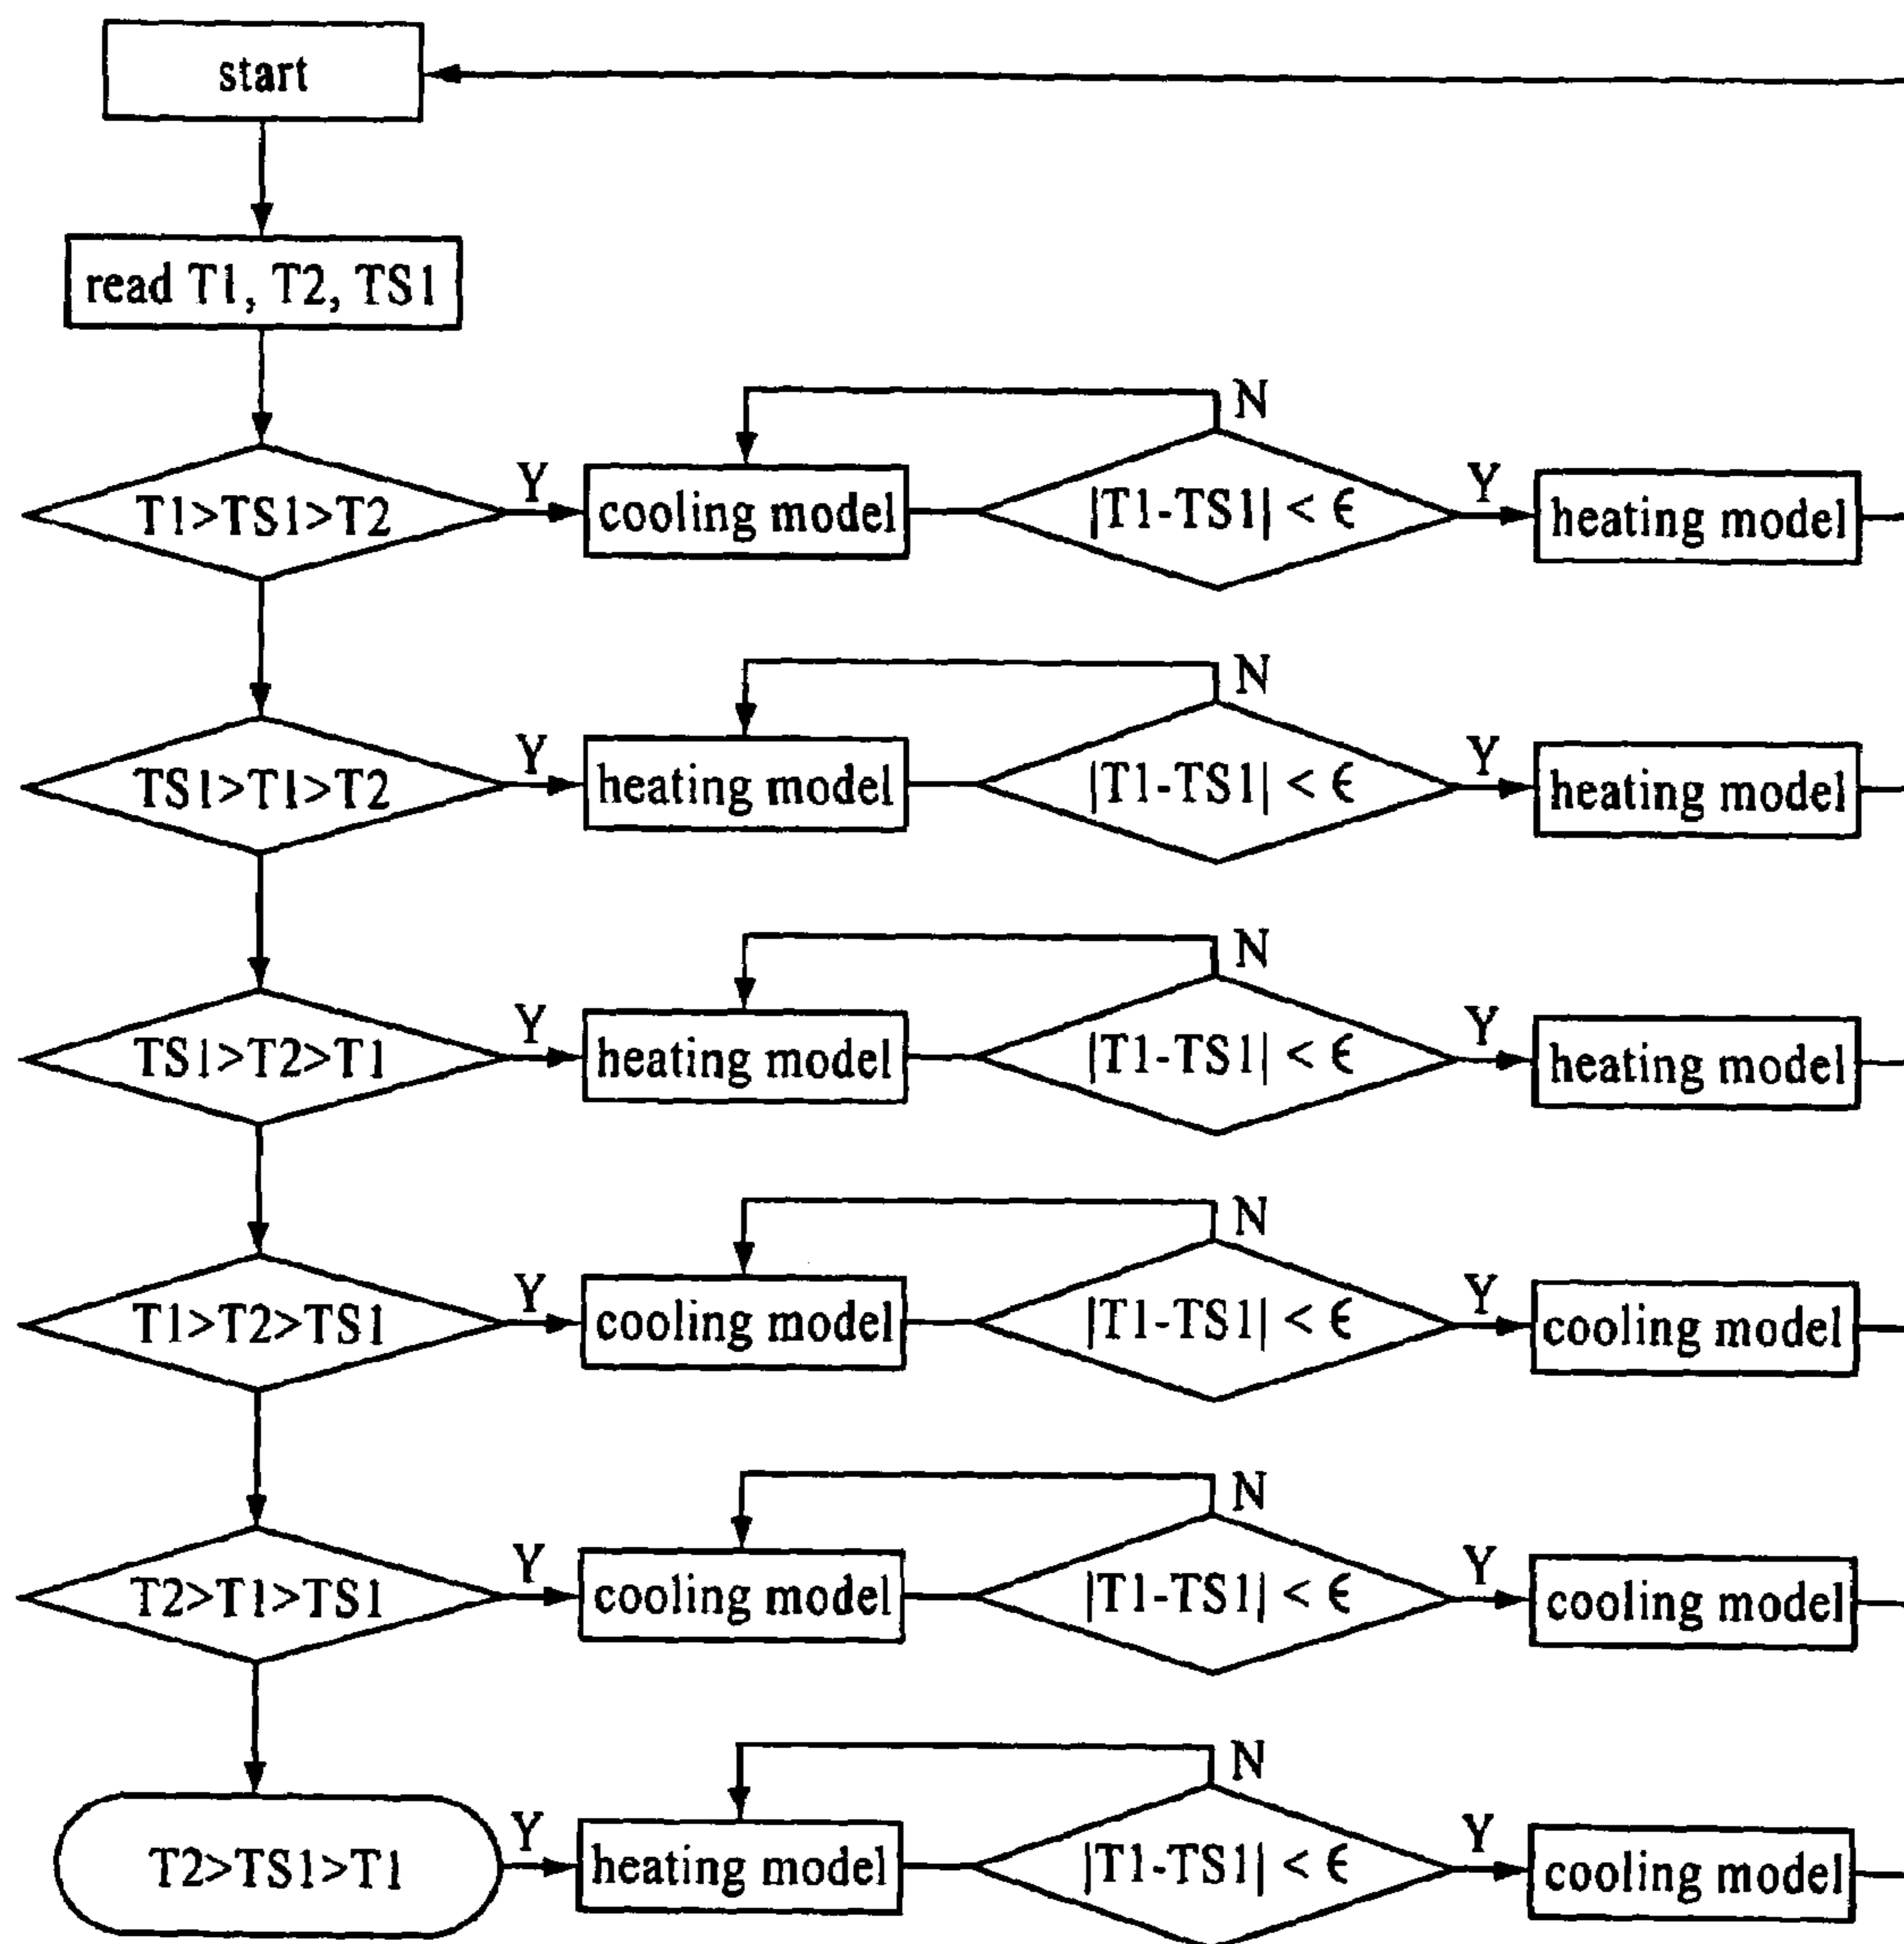 start
read T1, T2, TS1
N
T1>TS1>T2
Y
cooling model
|T1-TS1| < ϵ
Y
heating model
N
TS1>T1>T2
Y
heating model
|T1-TS1| < ϵ
Y
heating model
N
TS1>T2>T1
Y
heating model
|T1-TS1| < ϵ
Y
heating model
N
T1>T2>TS1
Y
cooling model
|T1-TS1| < ϵ
Y
cooling model
N
T2>T1>TS1
Y
cooling model
|T1-TS1| < ϵ
Y
cooling model
N
T2>TS1>T1
Y
heating model
|T1-TS1| < ϵ
Y
cooling model